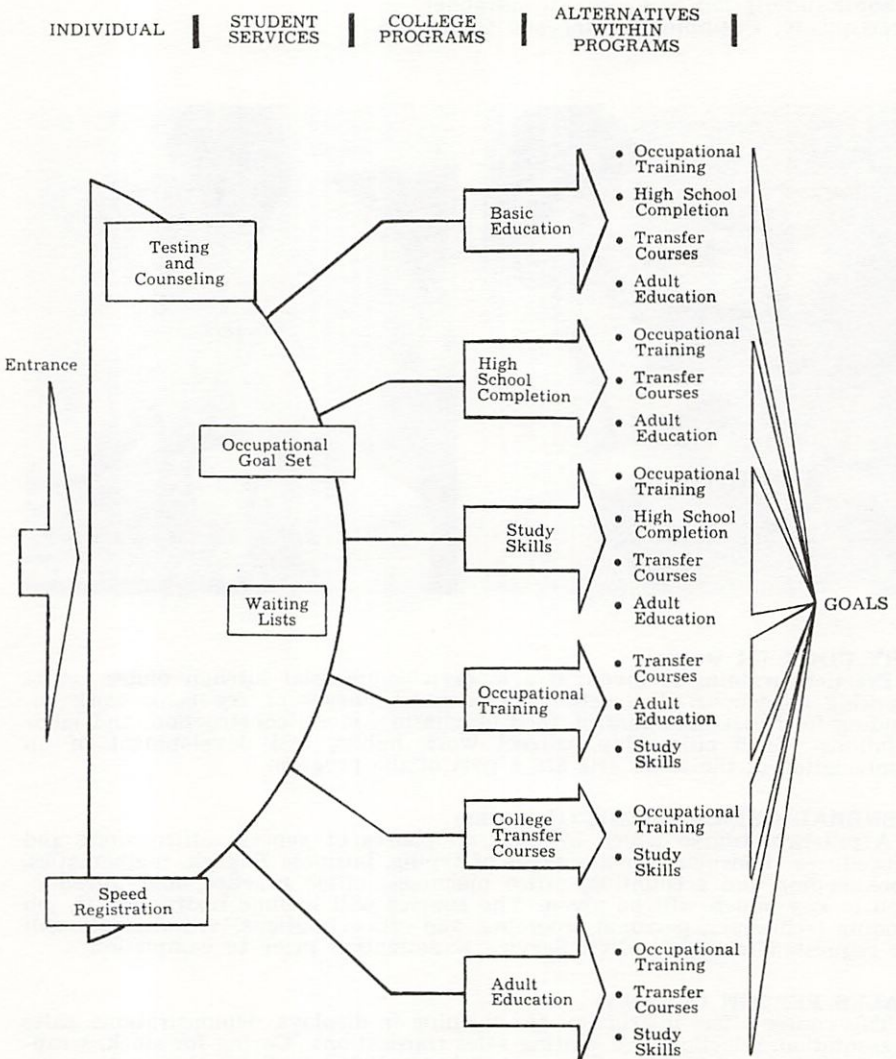 INDIVIDUAL
STUDENT
SERVICES
COLLEGE
PROGRAMS
ALTERNATIVES
WITHIN
PROGRAMS
Entrance
Testing
and
Counseling
Occupational
Goal Set
Waiting
Lists
Speed
Registration
Basic
Education
• Occupational
Training
• High School
Completion
• Transfer
Courses
• Adult
Education
High
School
Completion
• Occupational
Training
• Transfer
Courses
• Adult
Education
Study
Skills
• Occupational
Training
• High School
Completion
• Transfer
Courses
• Adult
Education
Occupational
Training
• Transfer
Courses
• Adult
Education
• Study
Skills
College
Transfer
Courses
• Occupational
Training
• Study
Skills
Adult
Education
• Occupational
Training
• Transfer
Courses
• Study
Skills
GOALS